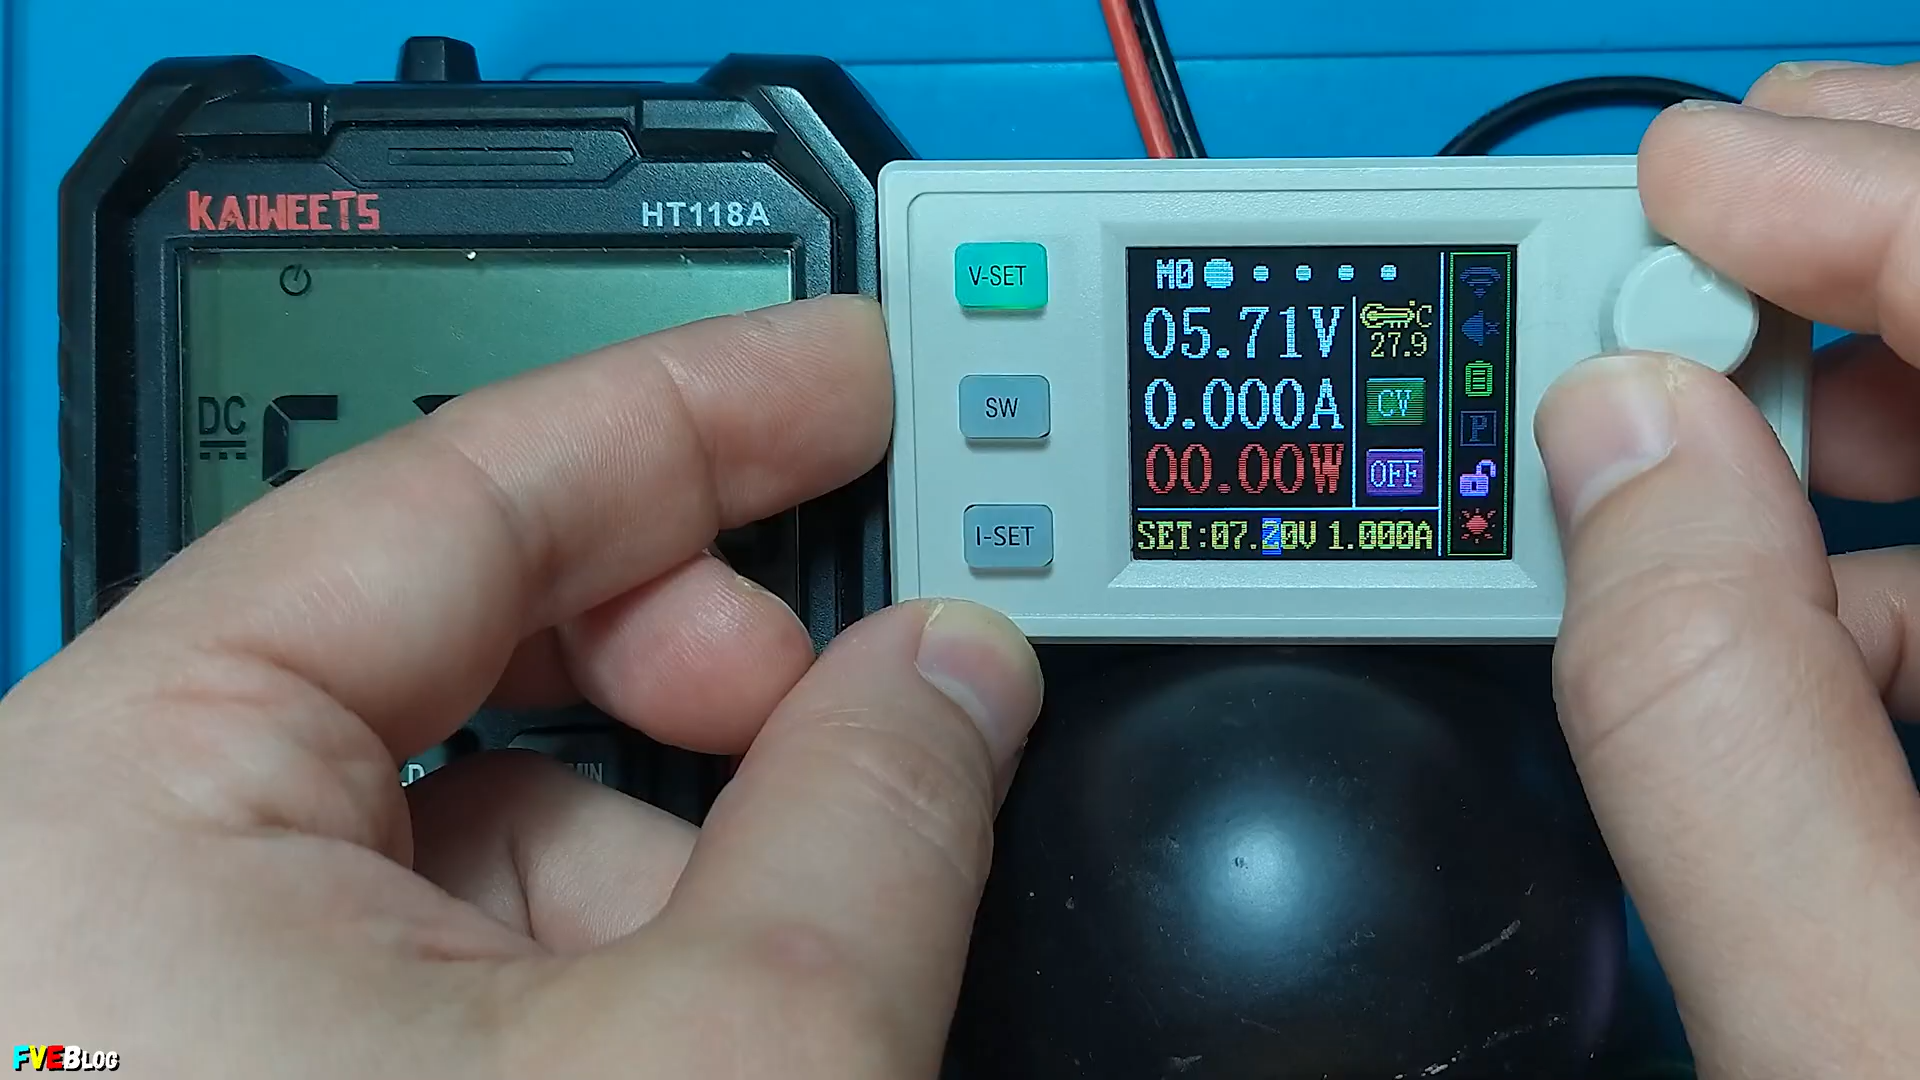 KAIWEETS
HT118A
DC
V-SET
SW
I-SET
M0
05.71V
0.000A
00.00W
C
27.9
CV
OFF
P
SET:07.20V 1.000A
FVEBLOG